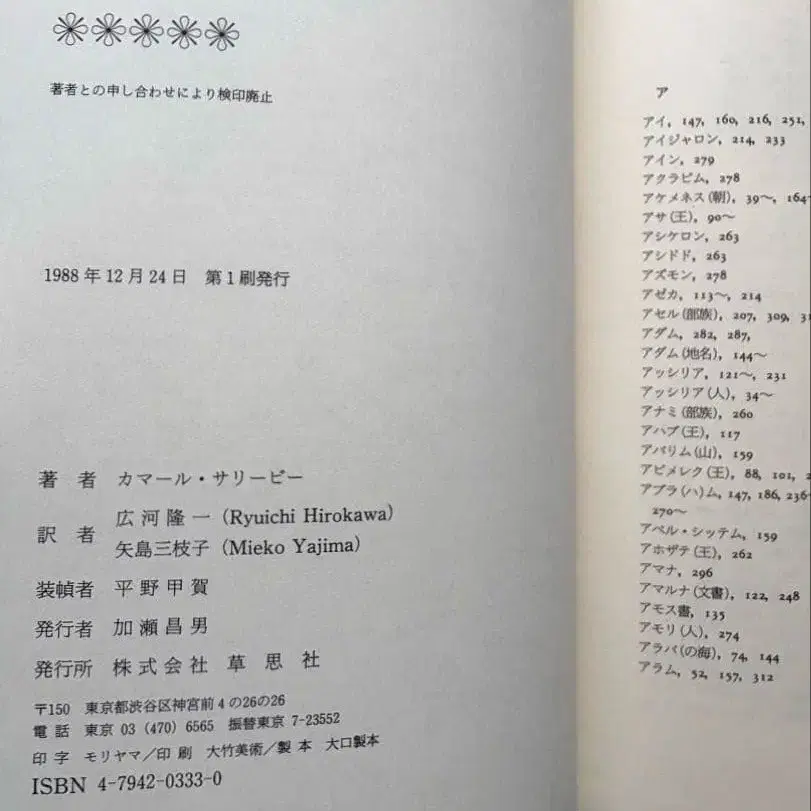 著者との申し合わせにより検印廃止
1988年12月24日 第1刷発行
著者 カマール・サリービー
訳者 広河隆一 (Ryuichi Hirokawa)
矢島三枝子 (Mieko Yajima)
装幀者 平野甲賀
発行者 加瀬昌男
発行所 株式会社 草思社
〒150 東京都渋谷区神宮前4の26の26
電話 東京 03 (470) 6565 振替東京 7-23552
印字 モリヤマ/印刷 大竹美術/製本 大口製本
ISBN 4-7942-0333-0
ア
アイ, 147, 160, 216, 251,
アイジャロン, 214, 233
アイン, 279
アクラビム, 278
アケメネス(朝), 39〜, 164〜
アサ(王), 90〜
アシケロン, 263
アシドド, 263
アズモン, 278
アゼカ, 113〜, 214
アセル(部族), 207, 309,
アダム, 282, 287,
アダム(地名), 144〜
アッシリア, 121〜, 231
アッシリア(人), 34〜
アナミ(部族), 260
アハブ(王), 117
アバリム(山), 159
アビメレク(王), 88, 101,
アブラ(ハ)ム, 147, 186, 236〜
270〜
アベル・シッテム, 159
アホザテ(王), 262
アマナ, 296
アマルナ(文書), 122, 248
アモス書, 135
アモリ(人), 274
アラバ(の海), 74, 144
アラム, 52, 157, 312